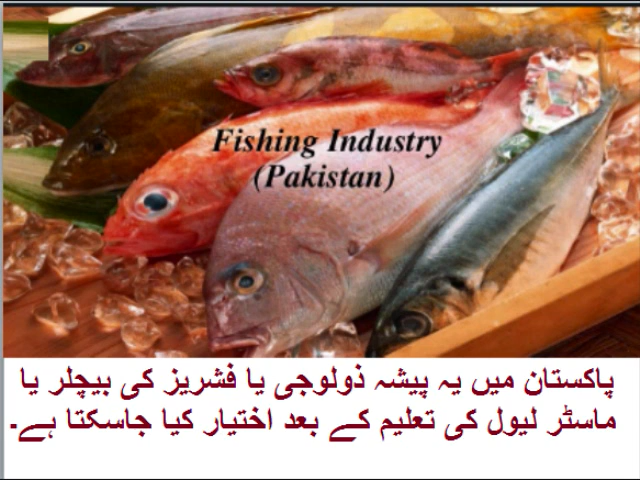 Fishing Industry
(Pakistan)
پاکستان میں یہ پیشہ ذولوجی یا فشریز کی بیچلر یا
ماسٹر لیول کی تعلیم کے بعد اختیار کیا جاسکتا ہے۔